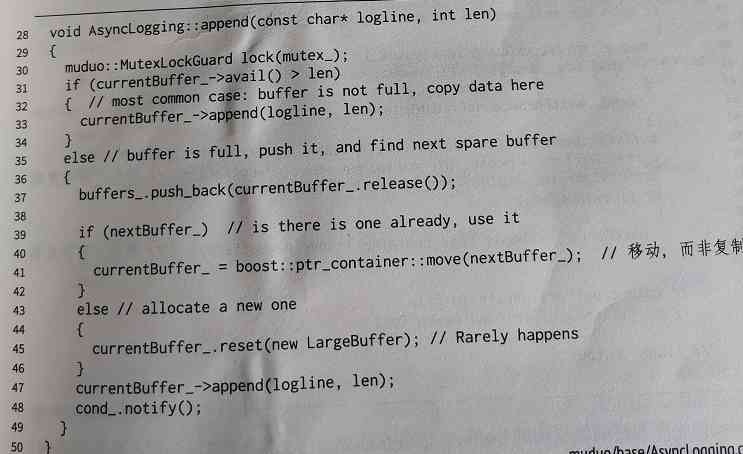 28 void AsyncLogging::append(const char* logline, int len)
29 {
30   muduo::MutexLockGuard lock(mutex_);
31   if (currentBuffer_->avail() > len)
32   { // most common case: buffer is not full, copy data here
33     currentBuffer_->append(logline, len);
34   }
35   else // buffer is full, push it, and find next spare buffer
36   {
37     buffers_.push_back(currentBuffer_.release());
38
39     if (nextBuffer_) // is there is one already, use it
40     {
41       currentBuffer_ = boost::ptr_container::move(nextBuffer_); // 移动，而非复制
42     }
43     else // allocate a new one
44     {
45       currentBuffer_.reset(new LargeBuffer); // Rarely happens
46     }
47     currentBuffer_->append(logline, len);
48     cond_.notify();
49   }
50 }
muduo/base/AsyncLogging.c